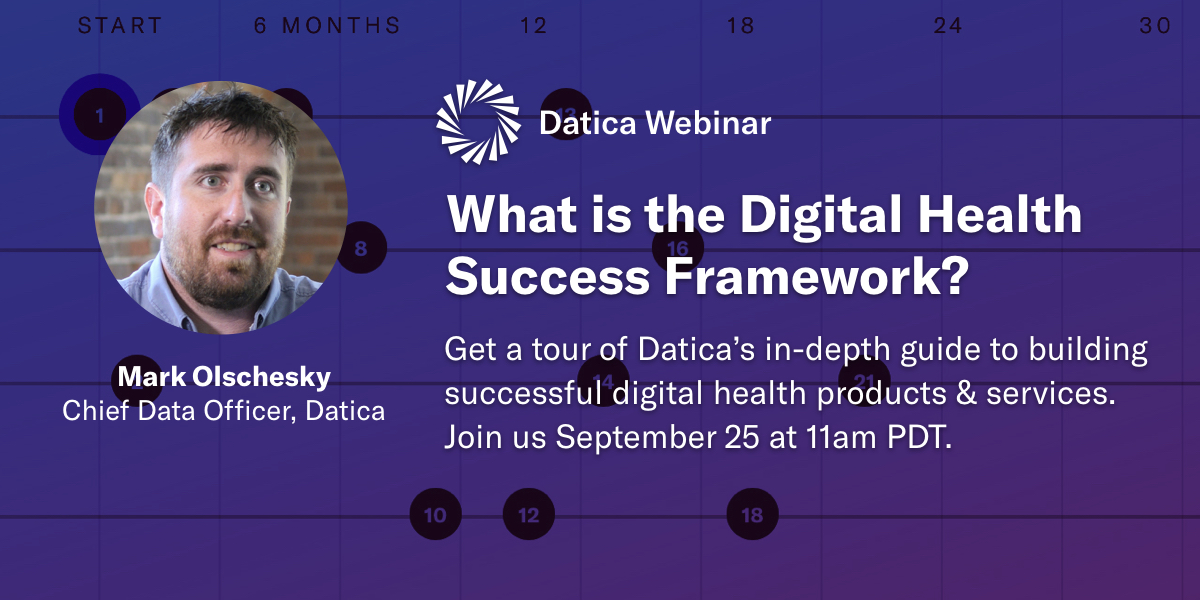 START 6 MONTHS 12 18 24 30
1
13
Datica Webinar
What is the Digital Health
8
16
Success Framework?
Get a tour of Datica’s in-depth guide to building
14
21
successful digital health products & services.
Join us September 25 at 11am PDT.
Mark Olschesky
Chief Data Officer, Datica
10 12 18